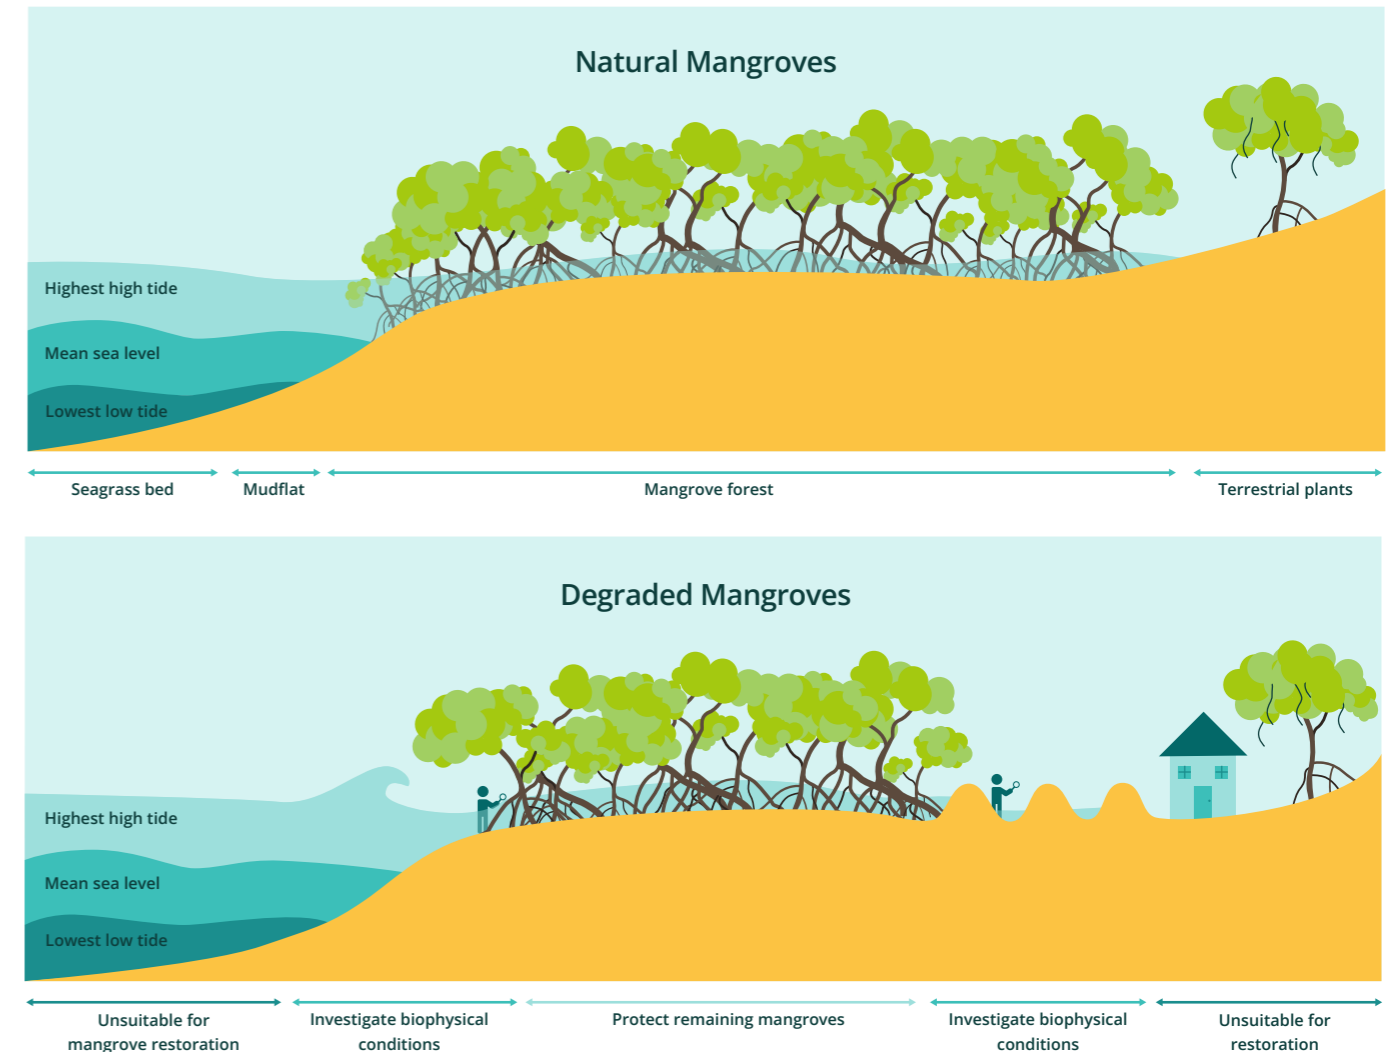 Natural Mangroves
Highest high tide
Mean sea level
Lowest low tide
Seagrass bed
Mudflat
Mangrove forest
Terrestrial plants
Degraded Mangroves
Highest high tide
Mean sea level
Lowest low tide
Unsuitable for
mangrove restoration
Investigate biophysical
conditions
Protect remaining mangroves
Investigate biophysical
conditions
Unsuitable for
restoration